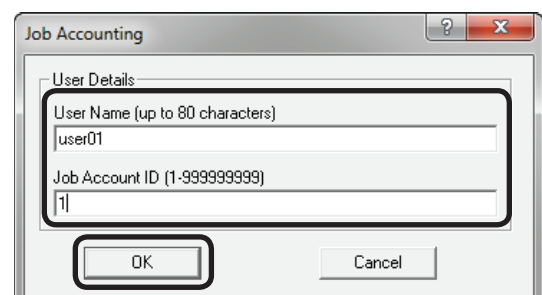 Job Accounting
?
X
User Details
User Name (up to 80 characters)
user01
Job Account ID (1-999999999)
1
OK Cancel